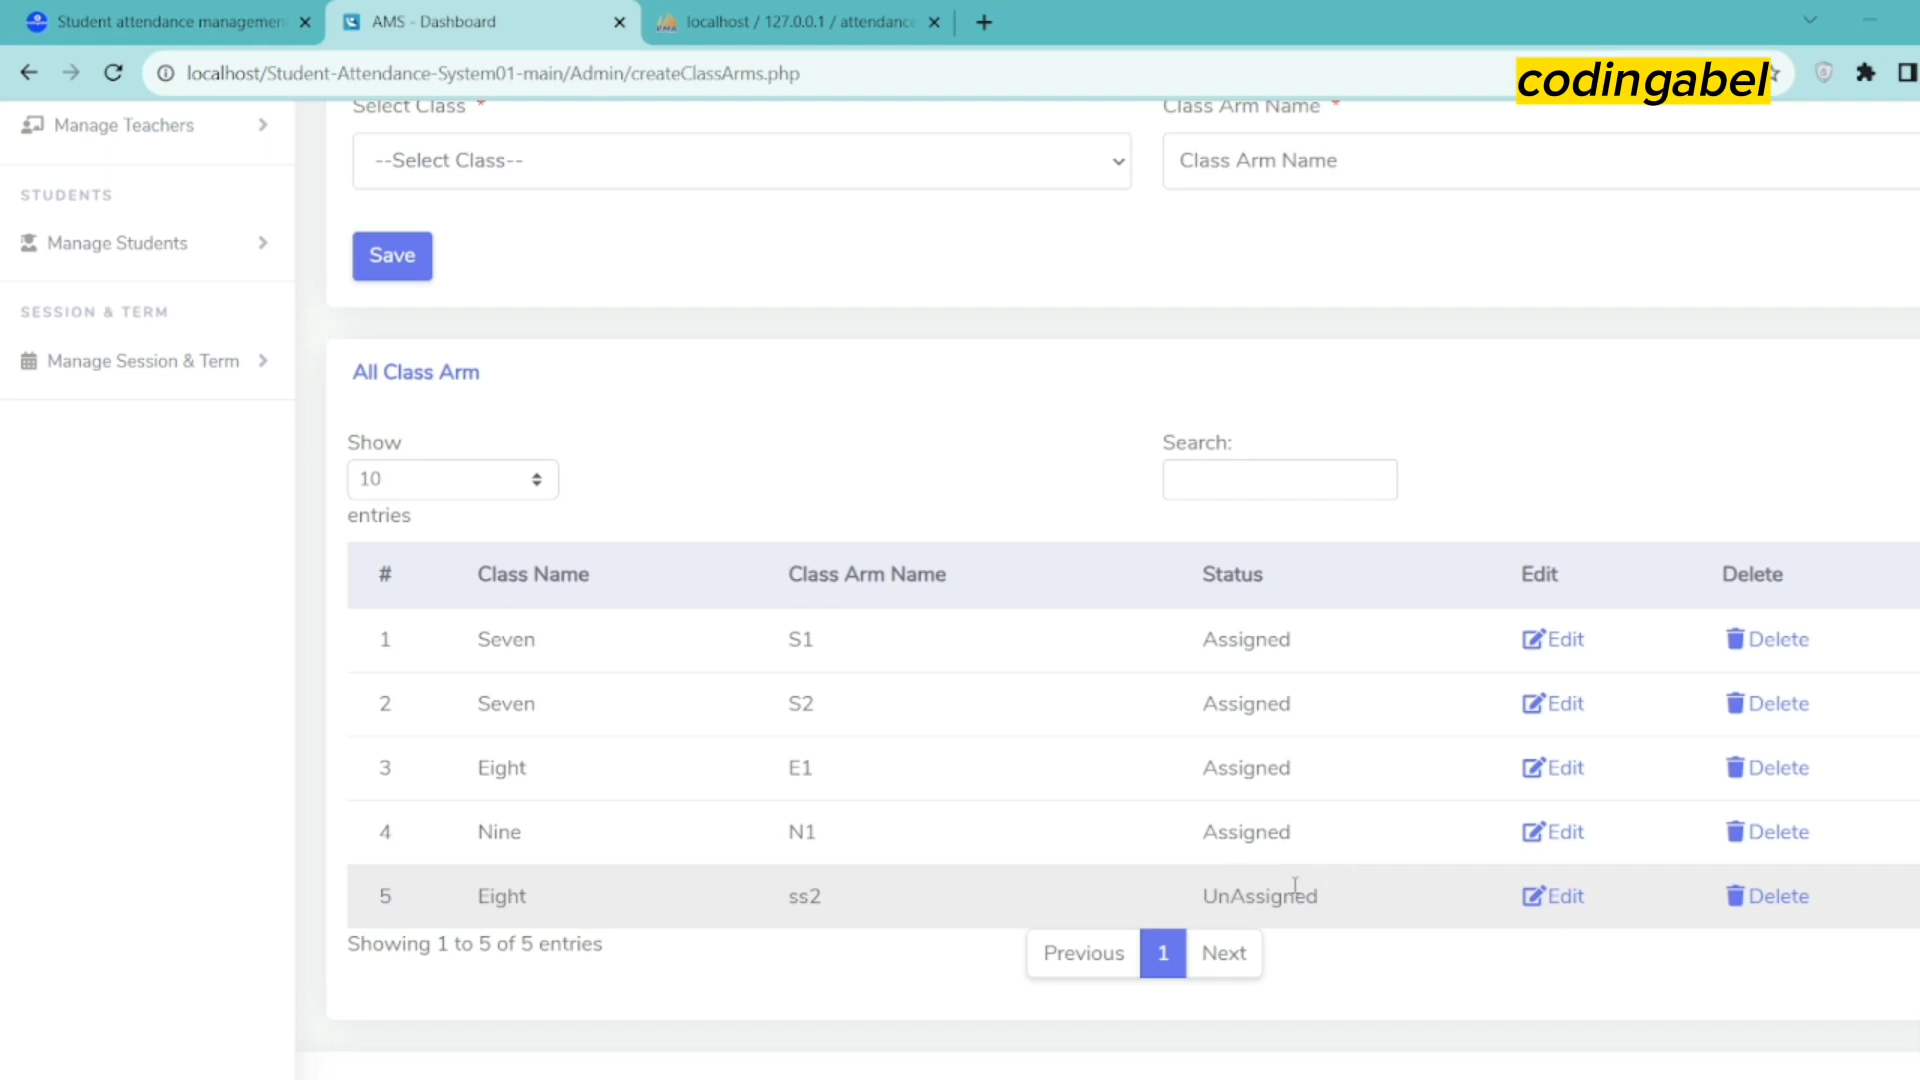 Student attendance managemen
AMS - Dashboard
localhost / 127.0.0.1 / attendance
localhost/Student-Attendance-System01-main/Admin/createClassArms.php
codingabel
Manage Teachers
STUDENTS
Manage Students
SESSION & TERM
Manage Session & Term
Select Class *
Class Arm Name *
--Select Class--
Class Arm Name
Save
All Class Arm
Show
Search:
10
entries
# Class Name Class Arm Name Status Edit Delete
1 Seven S1 Assigned Edit Delete
2 Seven S2 Assigned Edit Delete
3 Eight E1 Assigned Edit Delete
4 Nine N1 Assigned Edit Delete
5 Eight ss2 UnAssigned Edit Delete
Showing 1 to 5 of 5 entries
Previous 1 Next